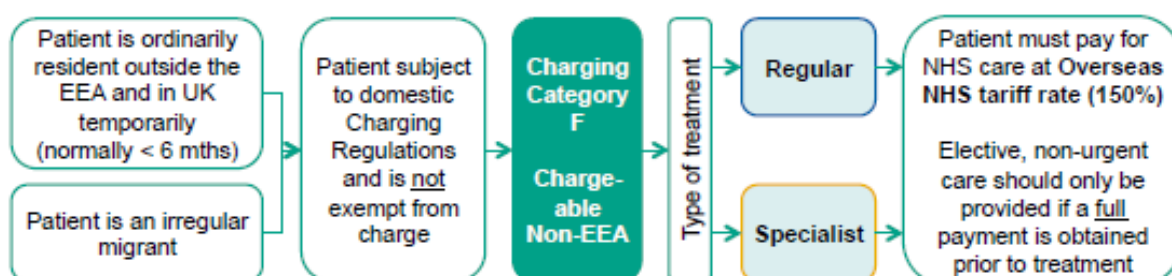 Patient is ordinarily
resident outside the
EEA and in UK
temporarily
(normally < 6 mths)
Patient is an irregular
migrant
Patient subject
to domestic
Charging
Regulations
and is not
exempt from
charge
Charging
Category
F
Charge-
able
Non-EEA
Type of treatment
Regular
Specialist
Patient must pay for
NHS care at Overseas
NHS tariff rate (150%)
Elective, non-urgent
care should only be
provided if a full
payment is obtained
prior to treatment